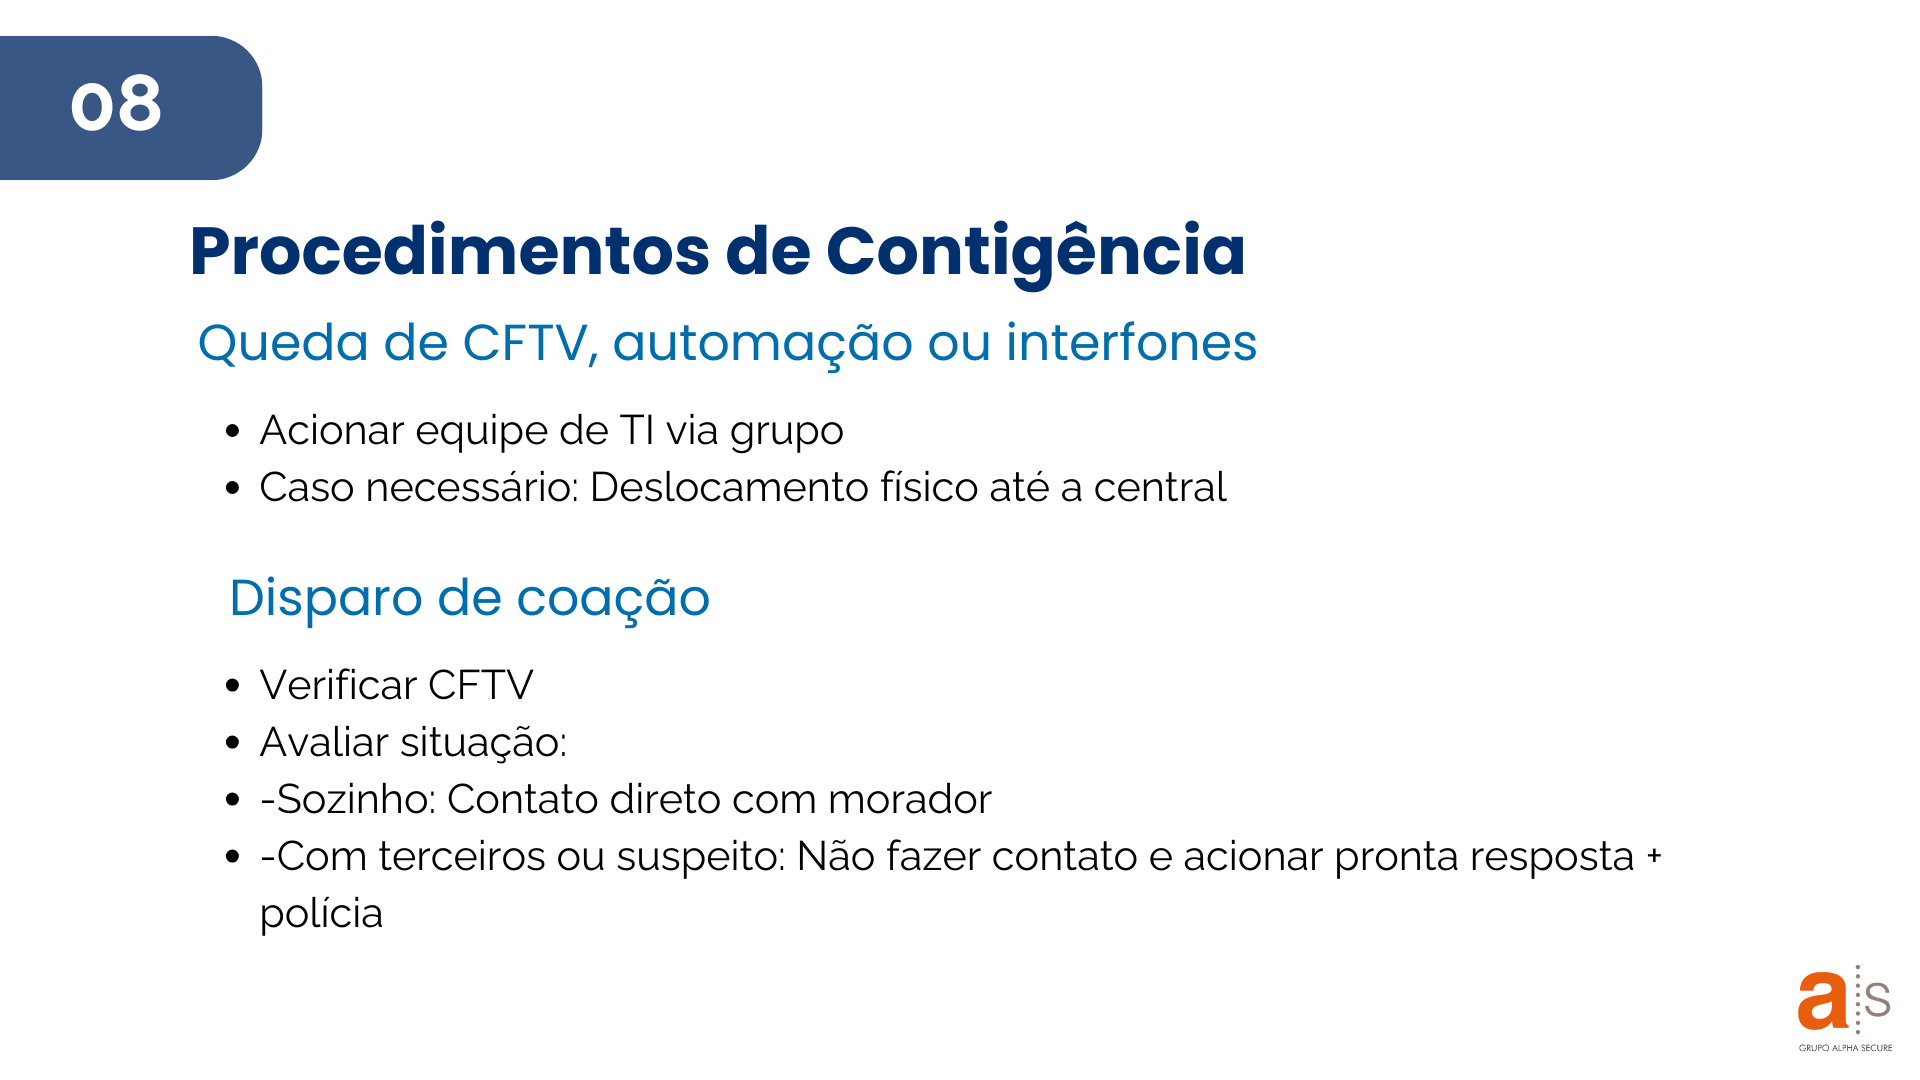 08
Procedimentos de Contigência
Queda de CFTV, automação ou interfones
• Acionar equipe de TI via grupo
• Caso necessário: Deslocamento físico até a central
Disparo de coação
• Verificar CFTV
• Avaliar situação:
• -Sozinho: Contato direto com morador
• -Com terceiros ou suspeito: Não fazer contato e acionar pronta resposta +
polícia
a s
GRUPO ALPHA SECURE